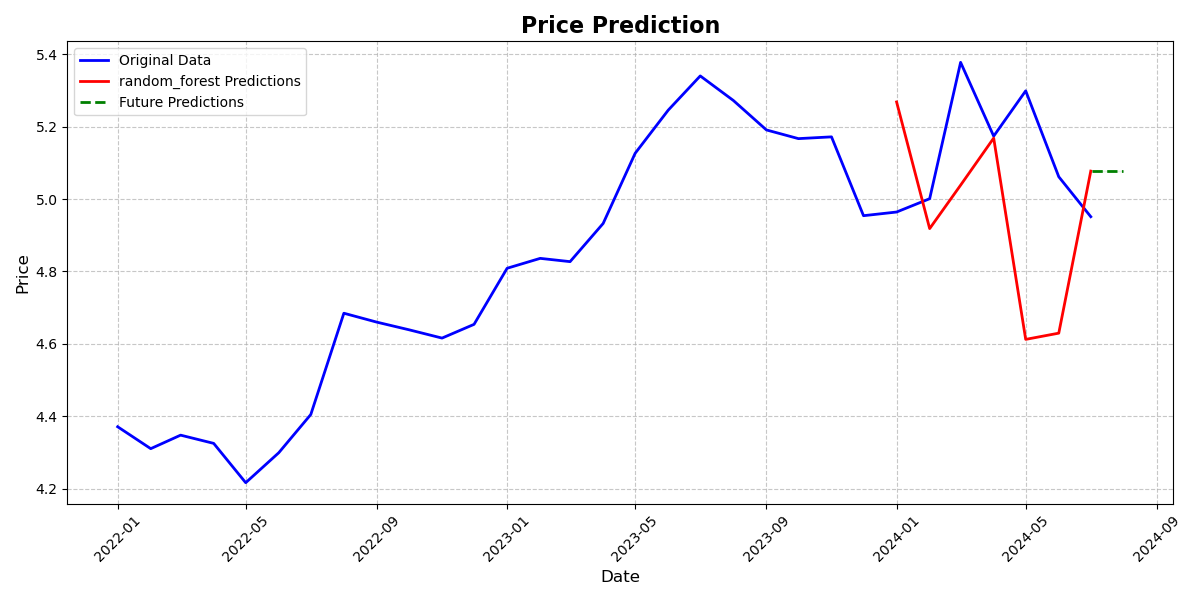 Price Prediction
Original Data
random_forest Predictions
Future Predictions
5.4
5.2
5.0
4.8
4.6
4.4
4.2
Price
2022-01
2022-05
2022-09
2023-01
2023-05
2023-09
2024-01
2024-05
2024-09
Date